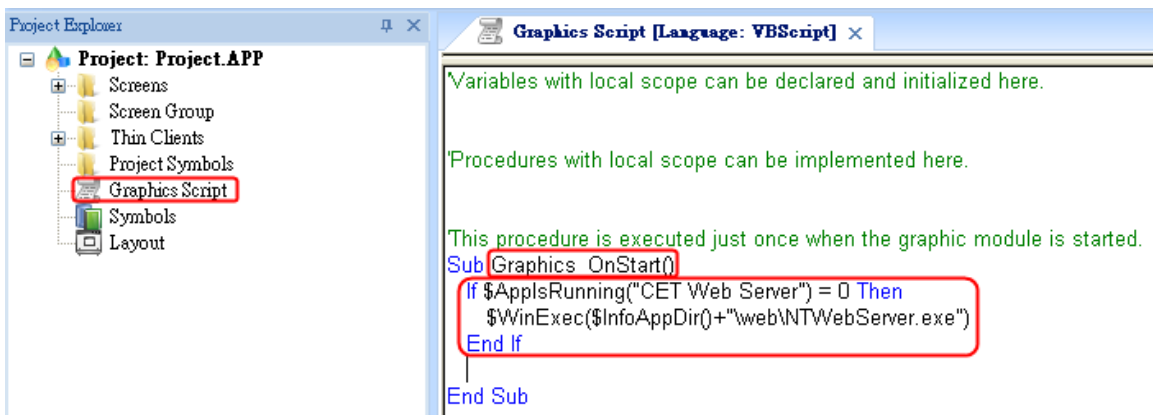 Project Explorer
Project: Project.APP
Screens
Screen Group
Thin Clients
Project Symbols
Graphics Script
Symbols
Layout
Graphics Script [Language: VBScript]
'Variables with local scope can be declared and initialized here.
'Procedures with local scope can be implemented here.
'This procedure is executed just once when the graphic module is started.
Sub Graphics_OnStart()
If $AppIsRunning("CET Web Server") = 0 Then
$WinExec($InfoAppDir()+"\web\NTWebServer.exe")
End If
End Sub